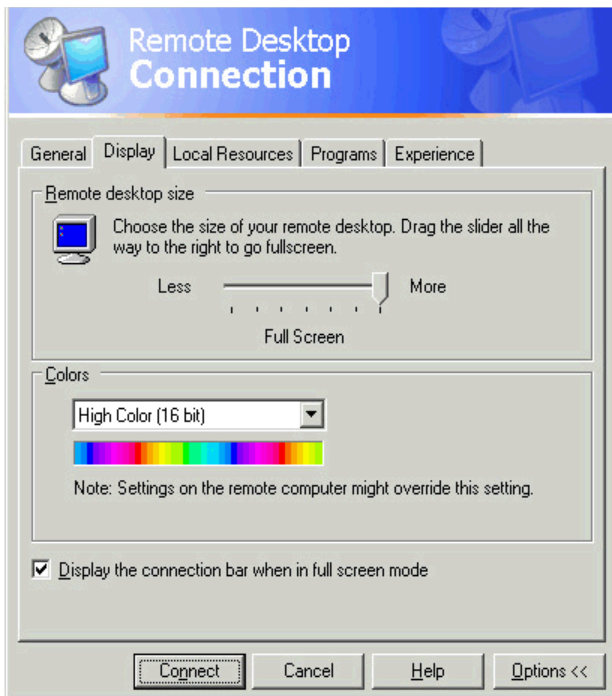 Remote Desktop
Connection
General Display Local Resources Programs Experience
Remote desktop size
Choose the size of your remote desktop. Drag the slider all the
way to the right to go fullscreen.
Less More
Full Screen
Colors
High Color (16 bit)
Note: Settings on the remote computer might override this setting.
Display the connection bar when in full screen mode
Connect Cancel Help Options <<